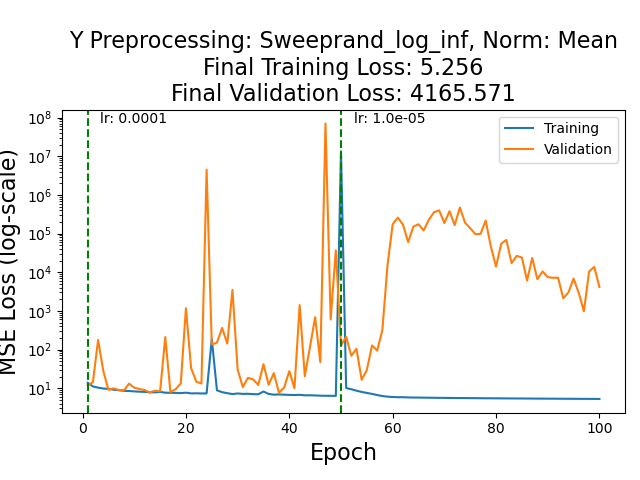 Y Preprocessing: Sweeprand_log_inf, Norm: Mean
Final Training Loss: 5.256
Final Validation Loss: 4165.571
lr: 0.0001
lr: 1.0e-05
Training
Validation
MSE Loss (log-scale)
10⁸
10⁷
10⁶
10⁵
10⁴
10³
10²
10¹
0 20 40 60 80 100
Epoch